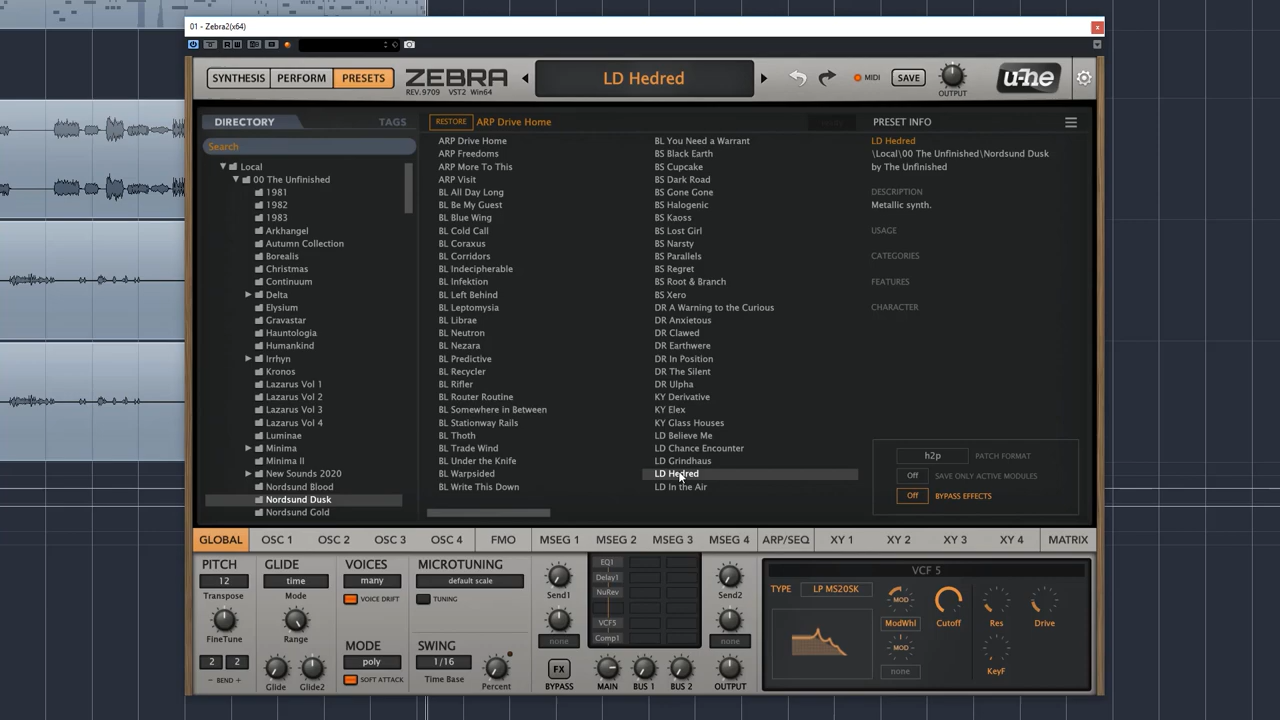 01 - Zebra2(x64)
x
R W
SYNTHESIS PERFORM PRESETS ZEBRA
REV.9709 VST2 Win64
LD Hedred
MIDI SAVE
OUTPUT
u-he
DIRECTORY TAGS
Search
Local
00 The Unfinished
1981
1982
1983
Arkhangel
Autumn Collection
Borealis
Christmas
Continuum
Delta
Elysium
Gravastar
Hauntologia
Humankind
Irrhyn
Kronos
Lazarus Vol 1
Lazarus Vol 2
Lazarus Vol 3
Lazarus Vol 4
Luminae
Minima
Minima II
New Sounds 2020
Nordsund Blood
Nordsund Dusk
Nordsund Gold
RESTORE ARP Drive Home
ARP Drive Home
ARP Freedoms
ARP More To This
ARP Visit
BL All Day Long
BL Be My Guest
BL Blue Wing
BL Cold Call
BL Coraxus
BL Corridors
BL Indecipherable
BL Infektion
BL Left Behind
BL Leptomysia
BL Librae
BL Neutron
BL Nezara
BL Predictive
BL Recycler
BL Rifler
BL Router Routine
BL Somewhere in Between
BL Stationway Rails
BL Thoth
BL Trade Wind
BL Under the Knife
BL Warpsided
BL Write This Down
BL You Need a Warrant
BS Black Earth
BS Cupcake
BS Dark Road
BS Gone Gone
BS Halogenic
BS Kaoss
BS Lost Girl
BS Narsty
BS Parallels
BS Regret
BS Root & Branch
BS Xero
DR A Warning to the Curious
DR Anxietous
DR Clawed
DR Earthwere
DR In Position
DR The Silent
DR Ulpha
KY Derivative
KY Elex
KY Glass Houses
LD Believe Me
LD Chance Encounter
LD Grindhaus
LD Hedred
LD In the Air
PRESET INFO
LD Hedred
\Local\00 The Unfinished\Nordsund Dusk
by The Unfinished
DESCRIPTION
Metallic synth.
USAGE
CATEGORIES
FEATURES
CHARACTER
h2p PATCH FORMAT
Off SAVE ONLY ACTIVE MODULES
Off BYPASS EFFECTS
GLOBAL OSC 1 OSC 2 OSC 3 OSC 4 FMO MSEG 1 MSEG 2 MSEG 3 MSEG 4 ARP/SEQ XY 1 XY 2 XY 3 XY 4 MATRIX
PITCH
12
Transpose
FineTune
2 2
- BEND +
GLIDE
time
Mode
Range
Glide Glide2
VOICES
many
VOICE DRIFT
MODE
poly
SOFT ATTACK
MICROTUNING
default scale
TUNING
SWING
1/16
Time Base
Percent
Send1
none
FX
BYPASS
EQ1
Delay1
NuRev
VCF5
Comp1
MAIN BUS 1 BUS 2
Send2
none
OUTPUT
VCF 5
TYPE LP MS20SK
MOD
ModWhl
MOD
none
Cutoff
Res
KeyF
Drive